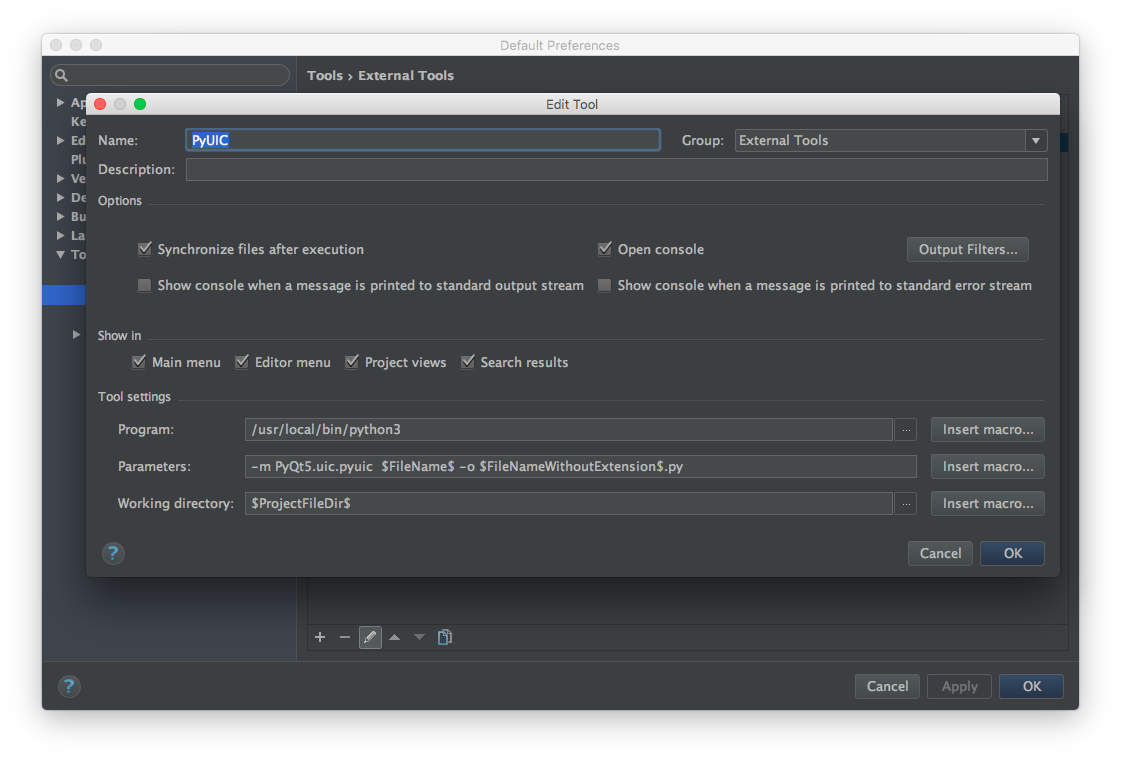 Default Preferences
Tools › External Tools
Ap
Ke
Ed
Plu
Ve
De
Bu
La
To
Edit Tool
Name: PyUIC Group: External Tools
Description:
Options
Synchronize files after execution Open console Output Filters...
Show console when a message is printed to standard output stream Show console when a message is printed to standard error stream
Show in
Main menu Editor menu Project views Search results
Tool settings
Program: /usr/local/bin/python3 ... Insert macro...
Parameters: -m PyQt5.uic.pyuic  $FileName$ -o $FileNameWithoutExtension$.py Insert macro...
Working directory: $ProjectFileDir$ ... Insert macro...
? Cancel OK
? Cancel Apply OK